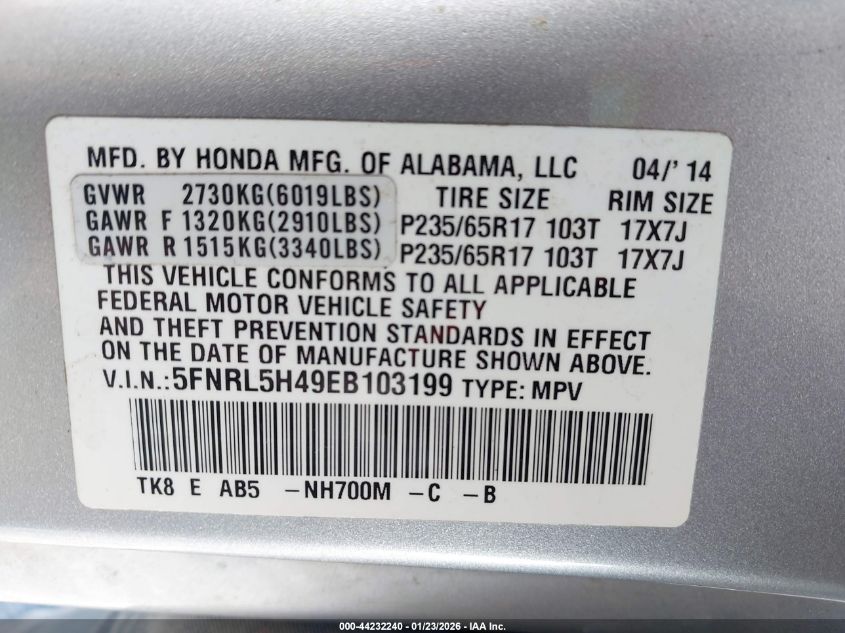 MFD. BY HONDA MFG. OF ALABAMA, LLC 04/' 14
GVWR 2730KG(6019LBS) TIRE SIZE RIM SIZE
GAWR F 1320KG(2910LBS) P235/65R17 103T 17X7J
GAWR R 1515KG(3340LBS) P235/65R17 103T 17X7J
THIS VEHICLE CONFORMS TO ALL APPLICABLE
FEDERAL MOTOR VEHICLE SAFETY
AND THEFT PREVENTION STANDARDS IN EFFECT
ON THE DATE OF MANUFACTURE SHOWN ABOVE.
V.I.N.:5FNRL5H49EB103199 TYPE: MPV
TK8 E AB5 -NH700M -C -B
000-44232240 - 01/23/2026 - IAA Inc.